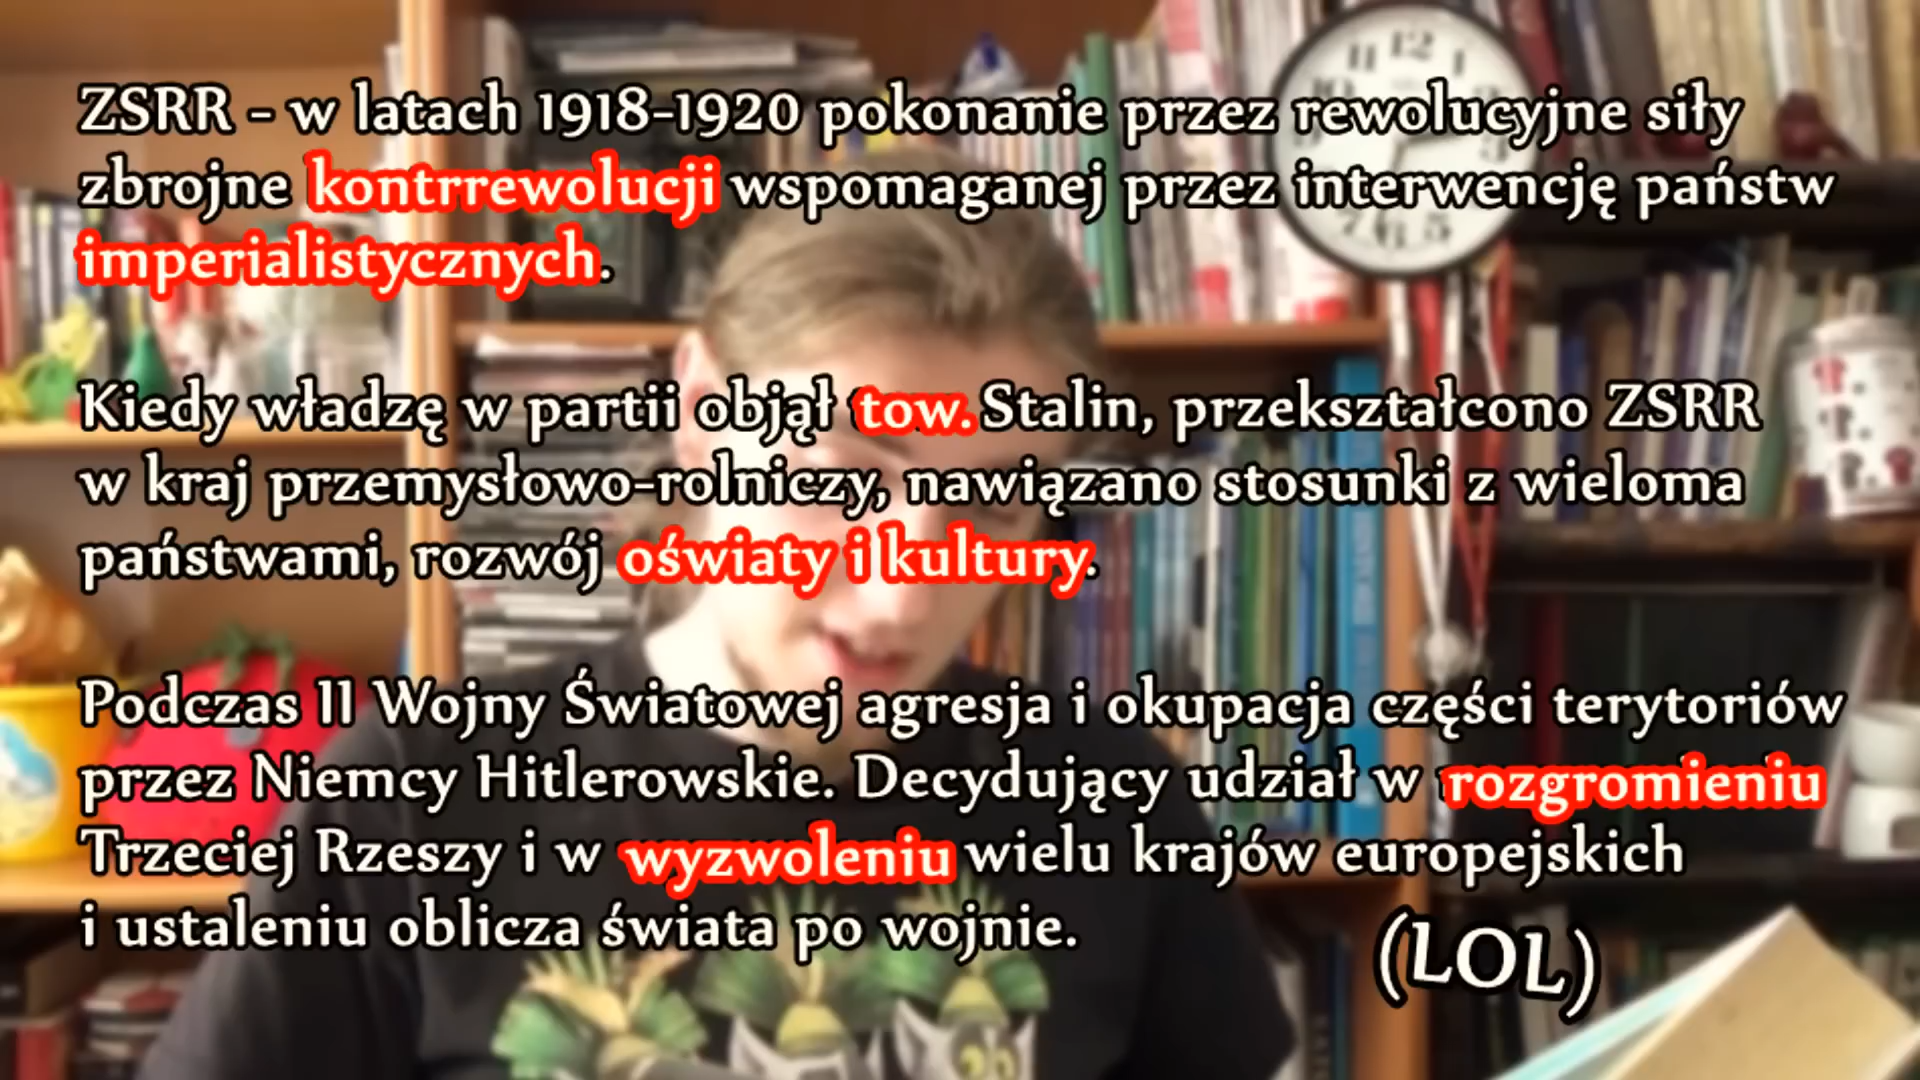 ZSRR - w latach 1918-1920 pokonanie przez rewolucyjne siły
zbrojne kontrrewolucji wspomaganej przez interwencję państw
imperialistycznych.
Kiedy władzę w partii objął tow. Stalin, przekształcono ZSRR
w kraj przemysłowo-rolniczy, nawiązano stosunki z wieloma
państwami, rozwój oświaty i kultury.
Podczas II Wojny Światowej agresja i okupacja części terytoriów
przez Niemcy Hitlerowskie. Decydujący udział w rozgromieniu
Trzeciej Rzeszy i w wyzwoleniu wielu krajów europejskich
i ustaleniu oblicza świata po wojnie.
(LOL)